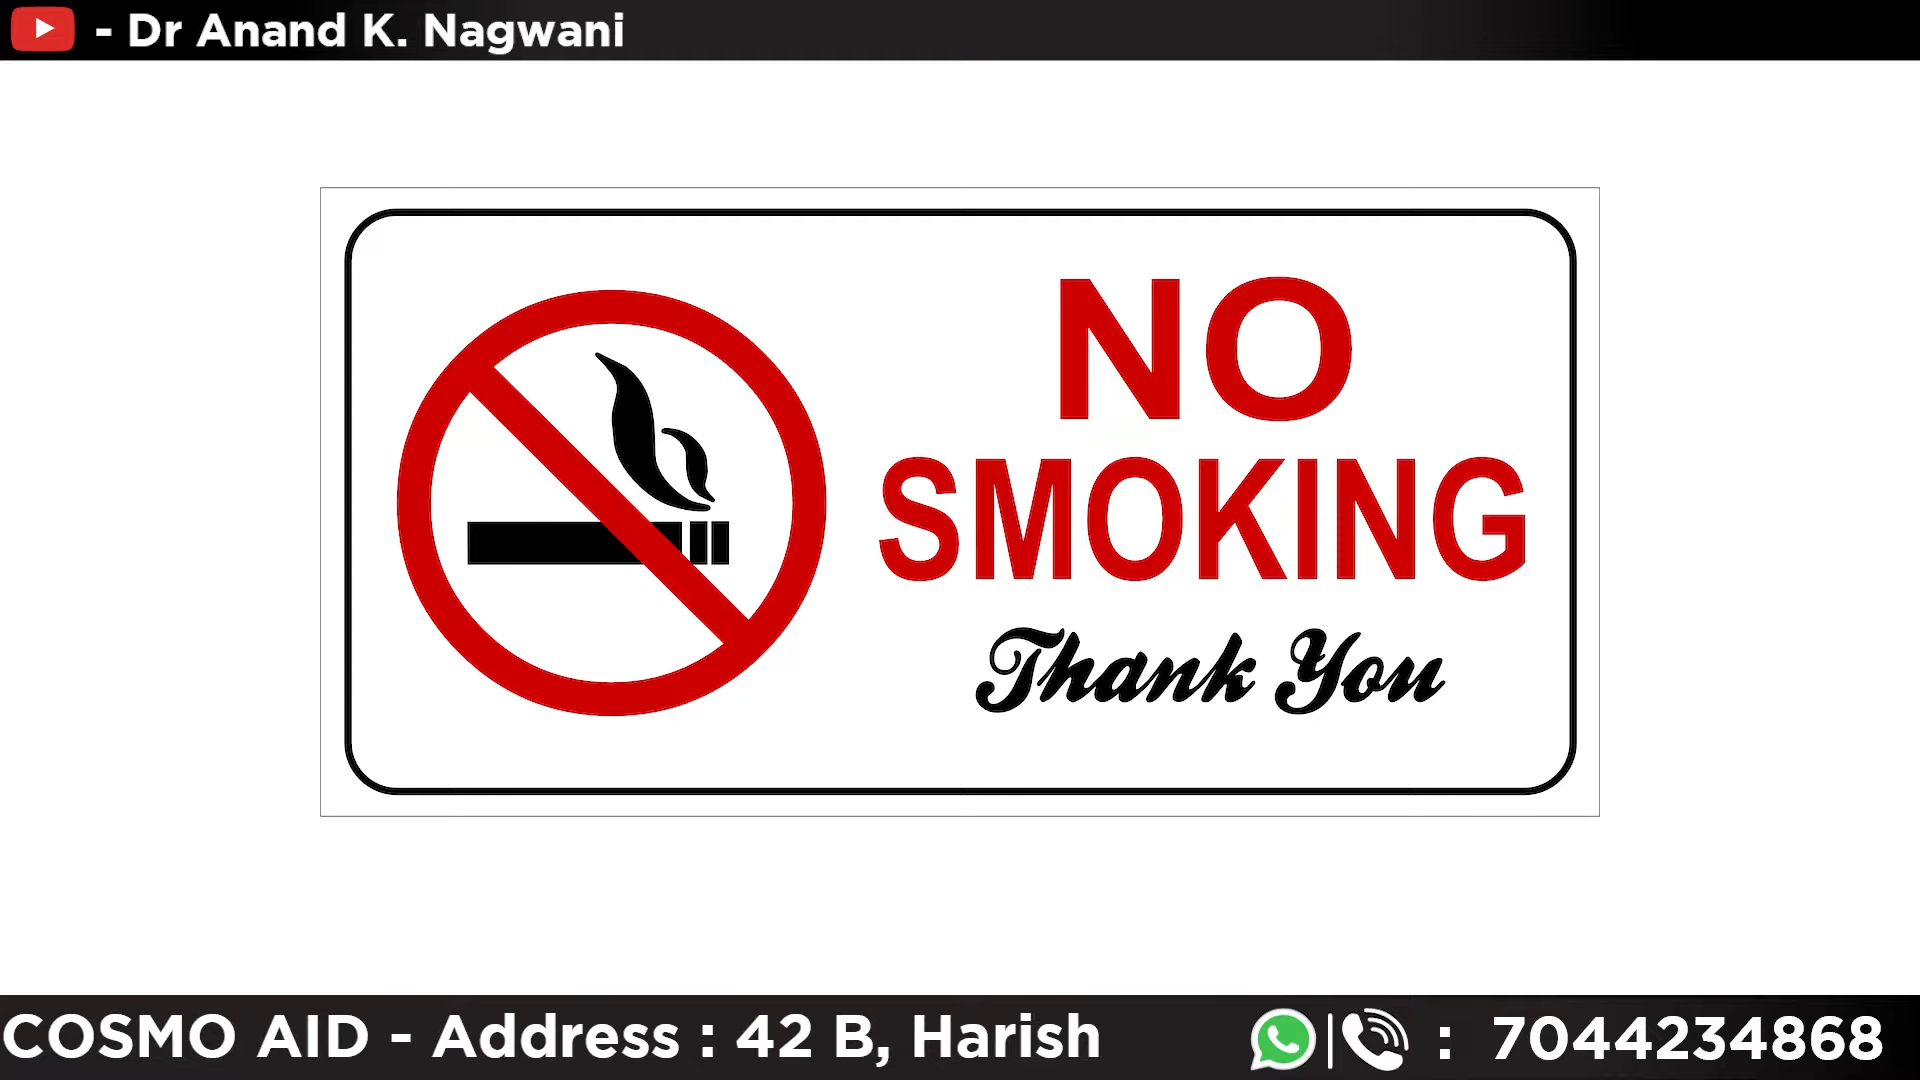 - Dr Anand K. Nagwani
NO
SMOKING
Thank You
COSMO AID - Address : 42 B, Harish
: 7044234868